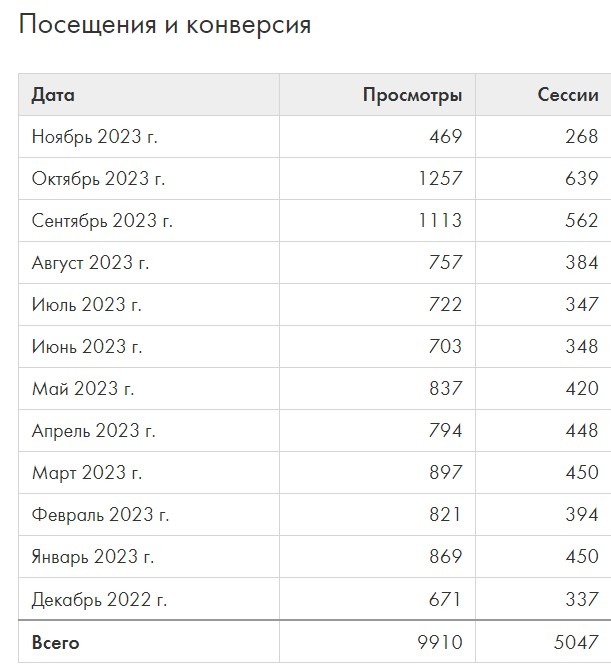 Посещения и конверсия
Дата Просмотры Сессии
Ноябрь 2023 г. 469 268
Октябрь 2023 г. 1257 639
Сентябрь 2023 г. 1113 562
Август 2023 г. 757 384
Июль 2023 г. 722 347
Июнь 2023 г. 703 348
Май 2023 г. 837 420
Апрель 2023 г. 794 448
Март 2023 г. 897 450
Февраль 2023 г. 821 394
Январь 2023 г. 869 450
Декабрь 2022 г. 671 337
Всего 9910 5047